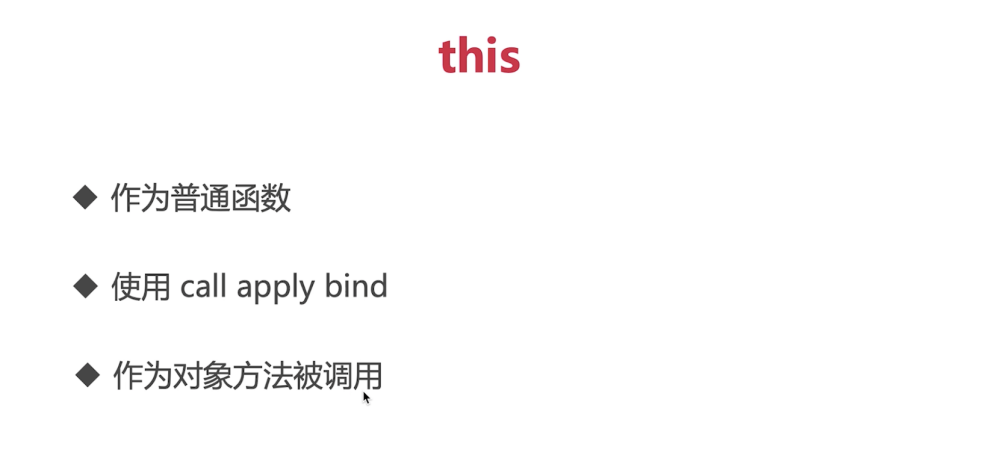 this
◆ 作为普通函数
◆ 使用 call apply bind
◆ 作为对象方法被调用